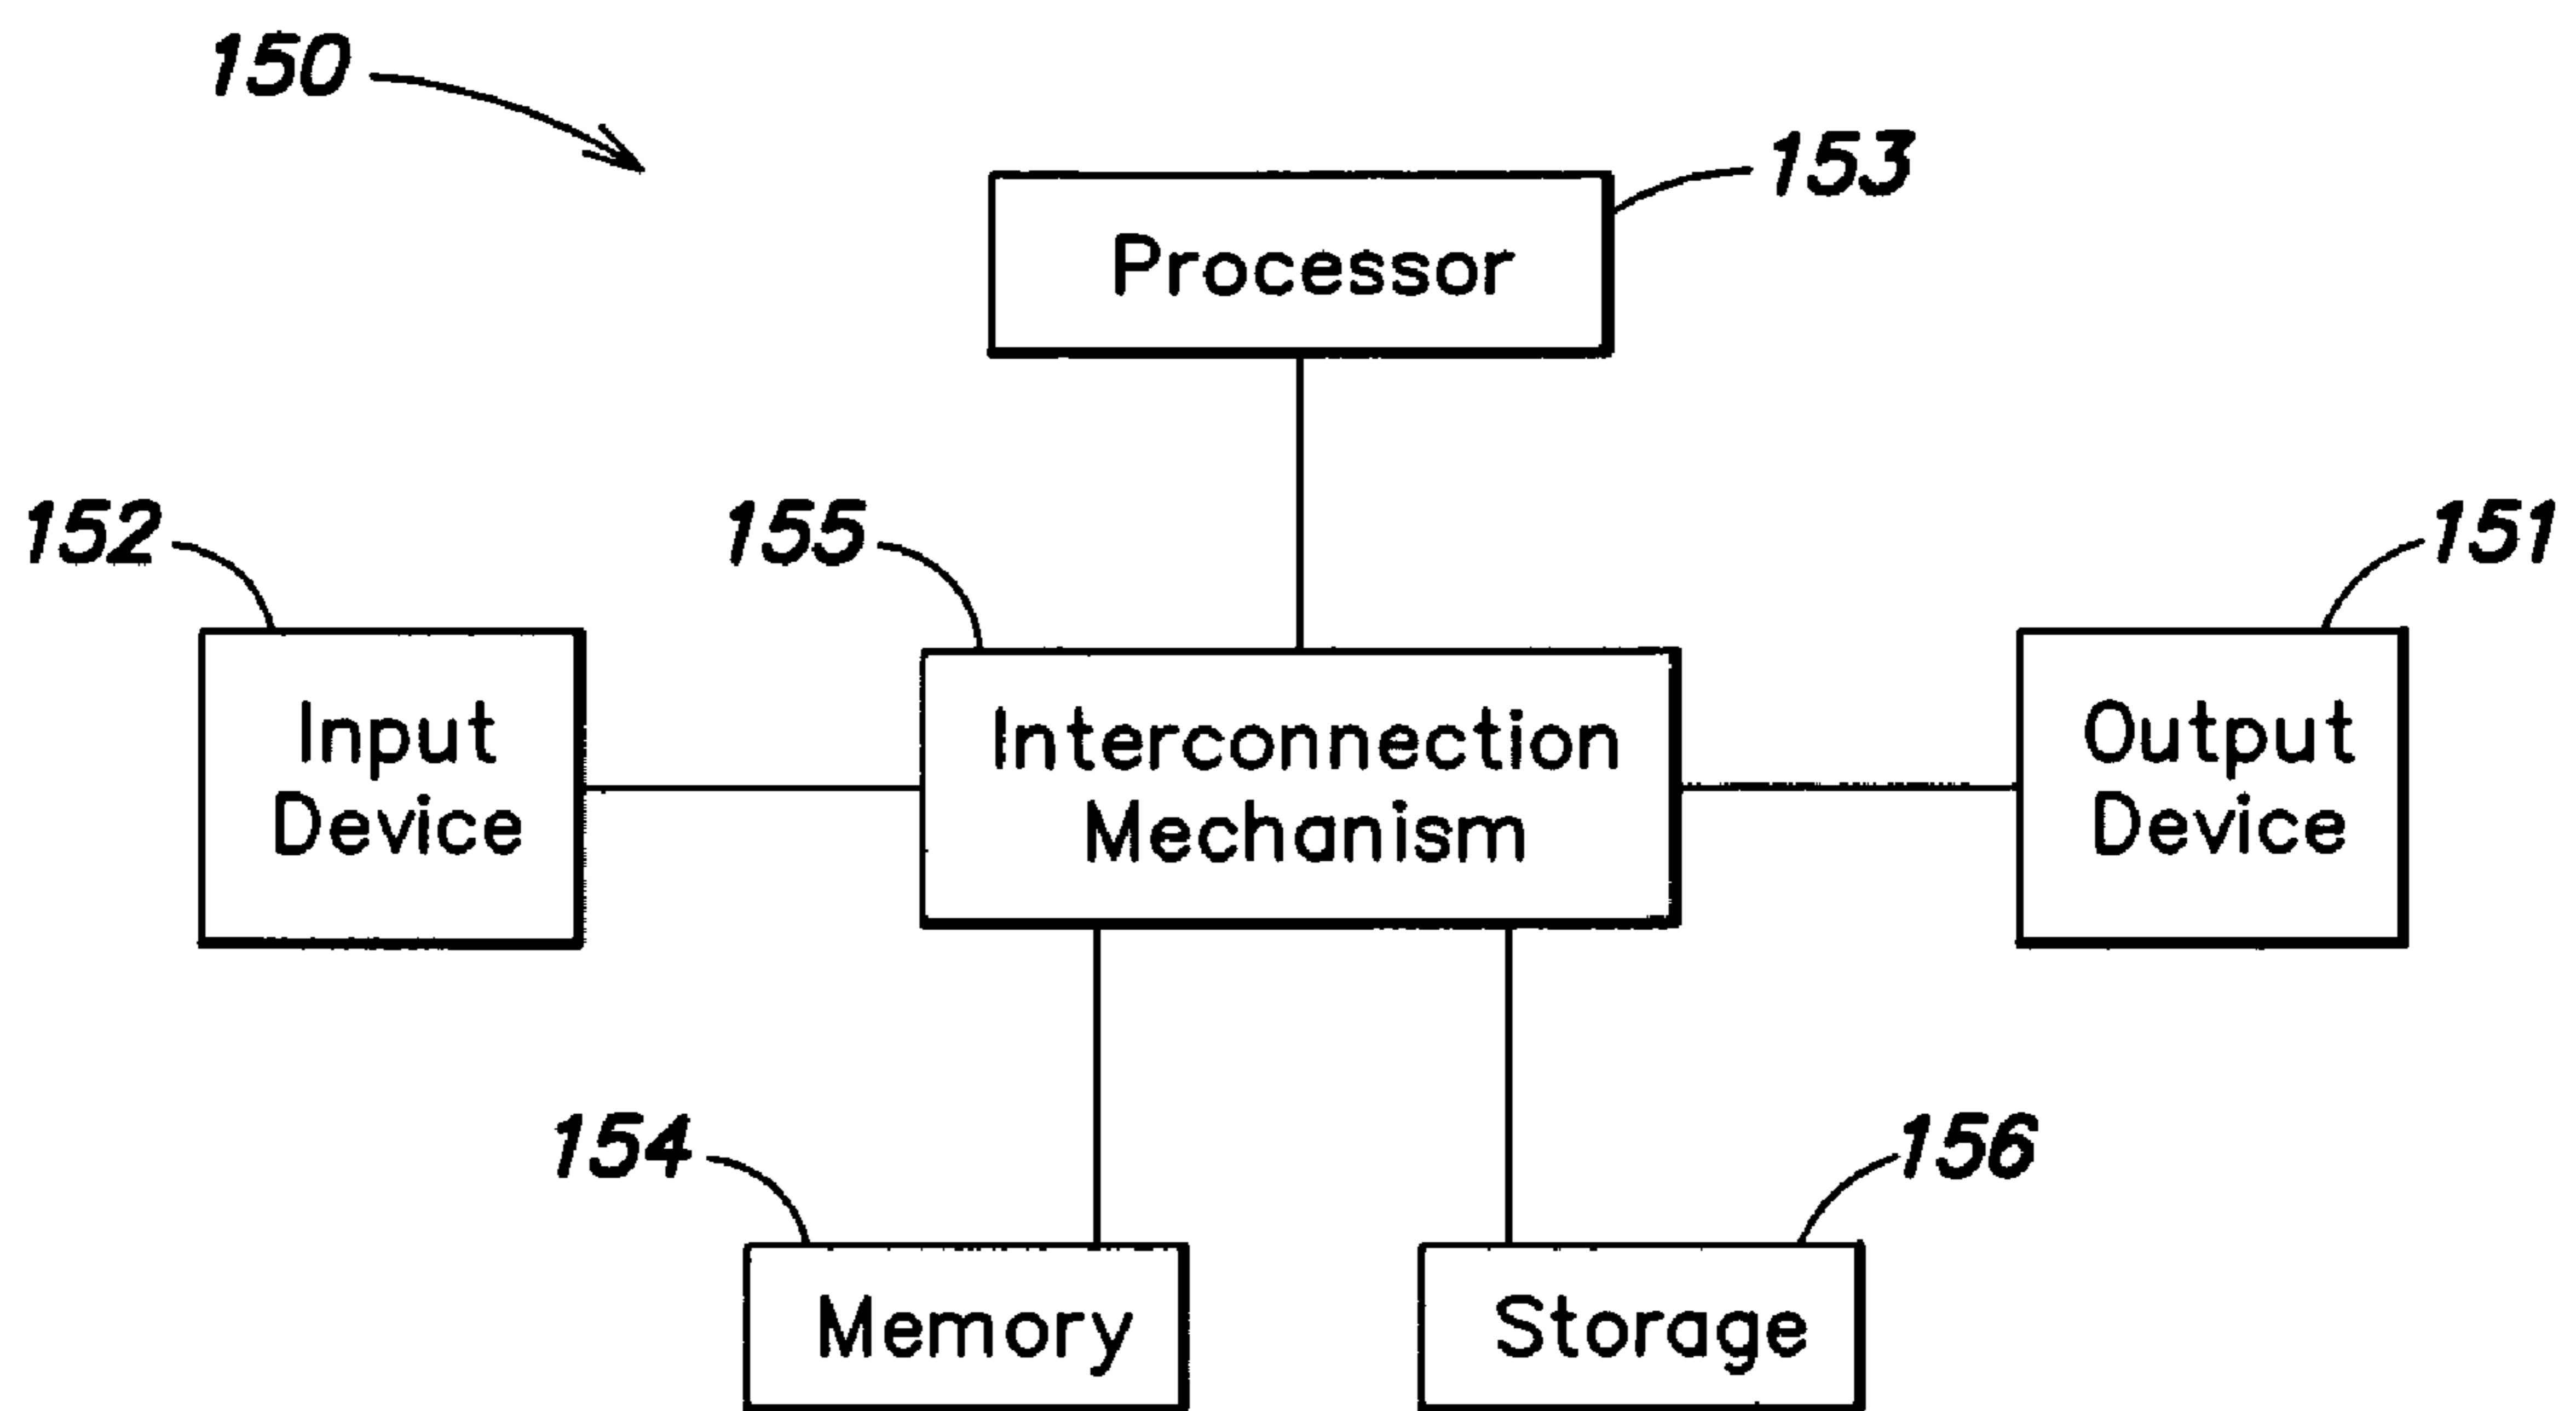 150
153
Processor
152
155
151
Input
Device
Interconnection
Mechanism
Output
Device
154
156
Memory
Storage